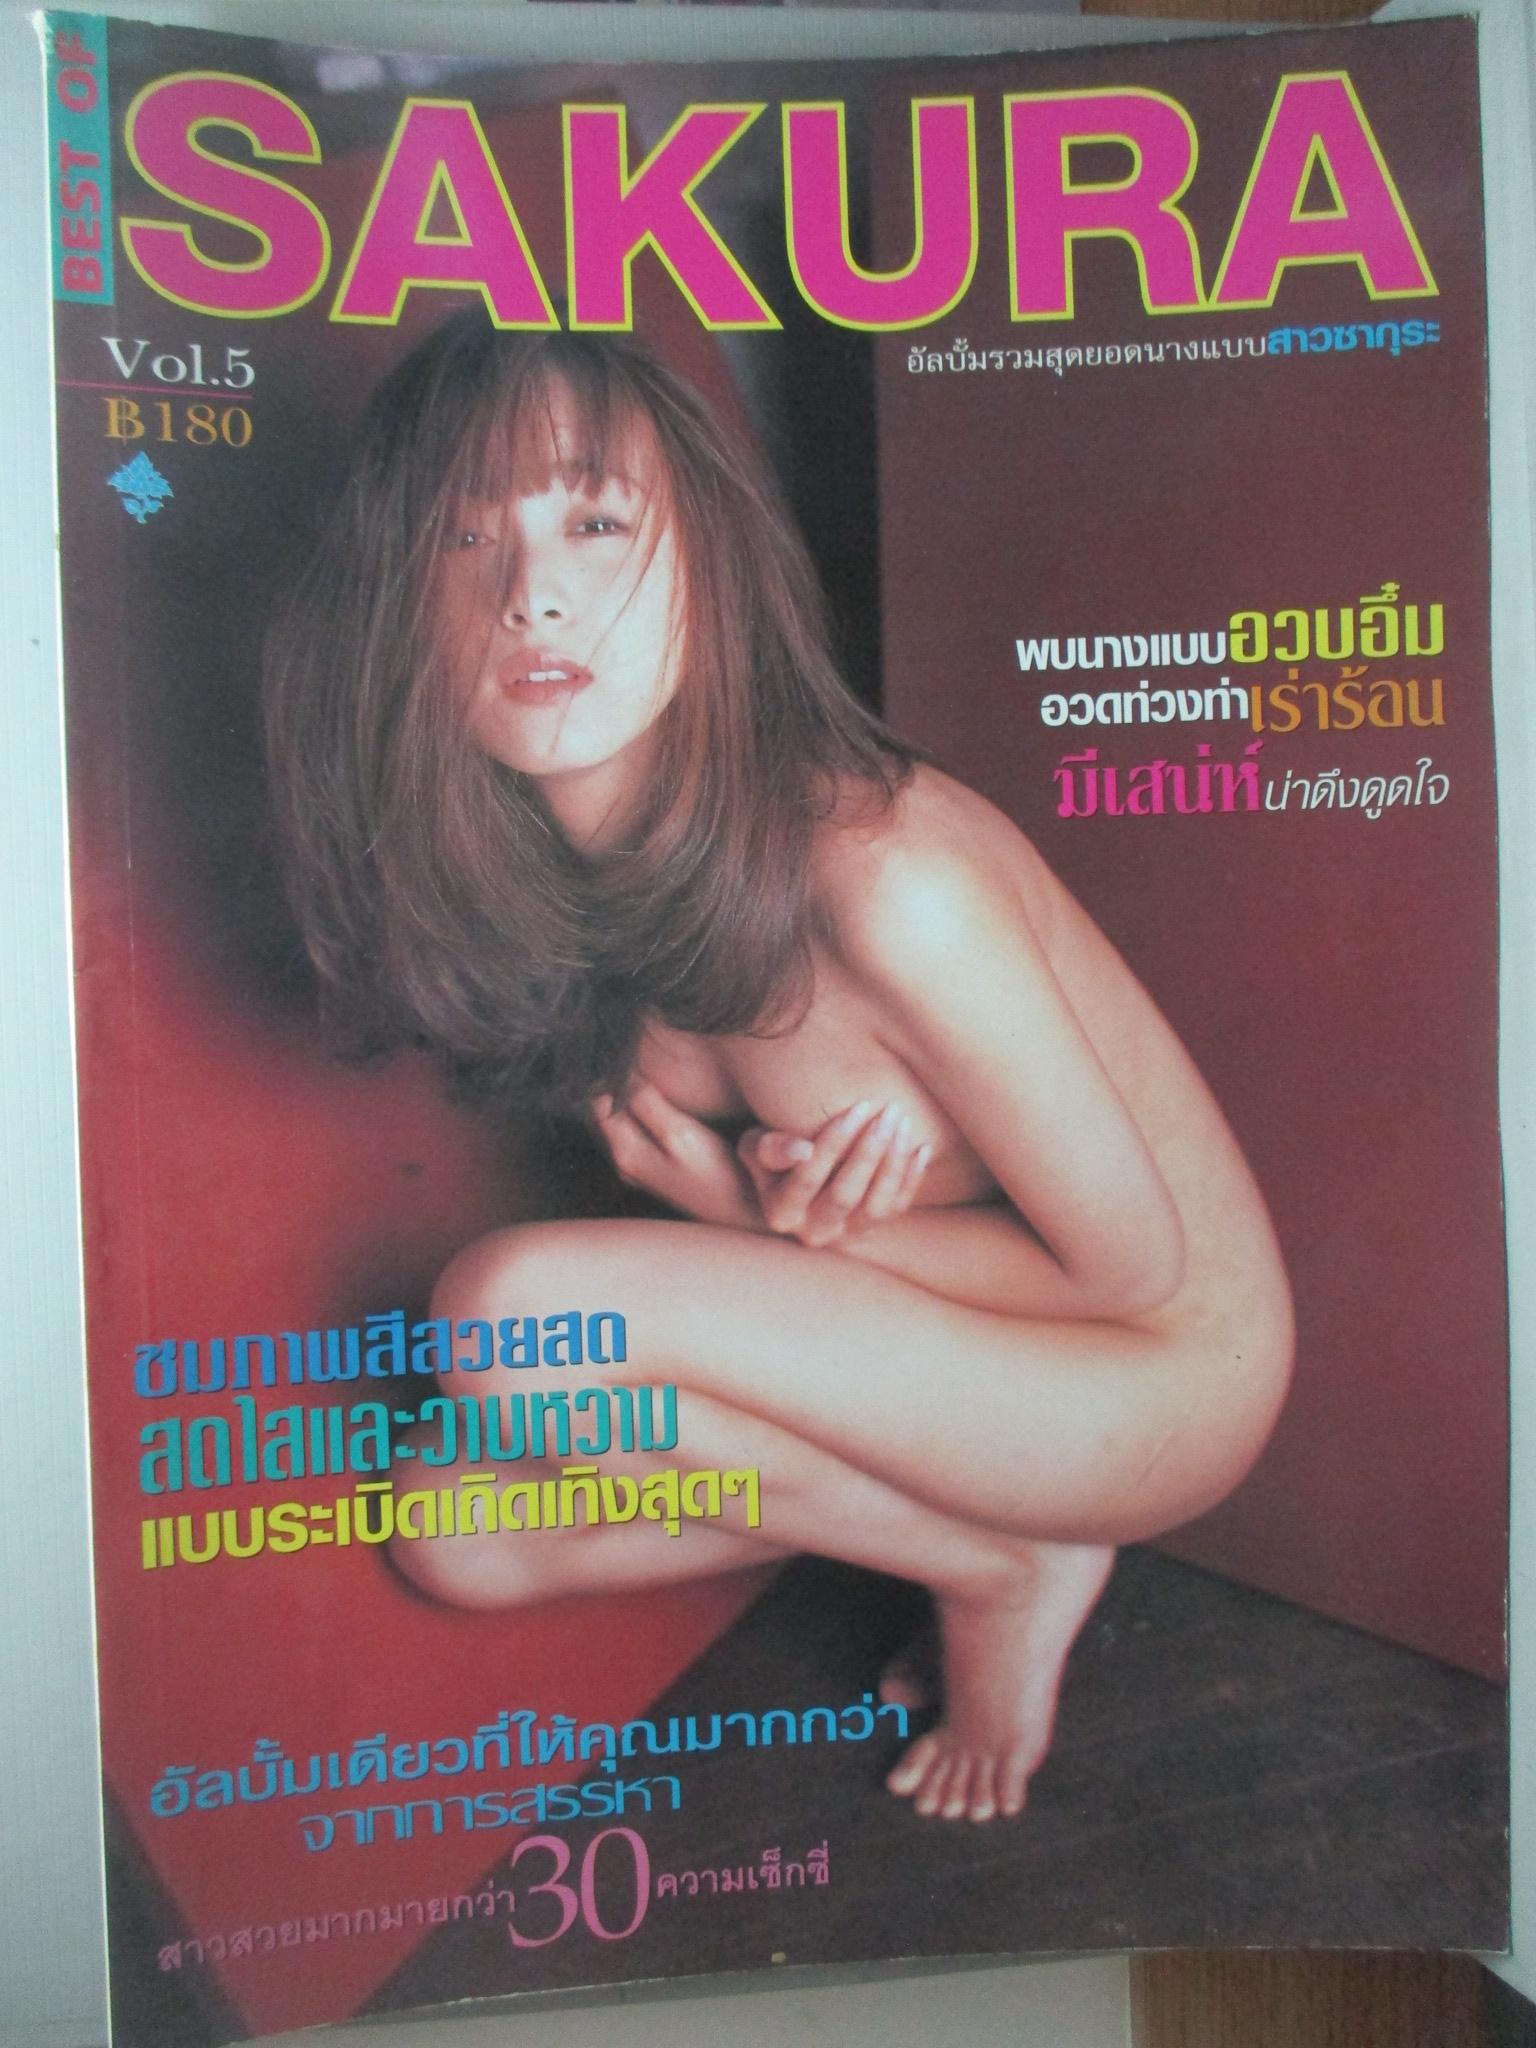 BEST OF
SAKURA
Vol.5
฿180
อัลบั้มรวมสุดยอดนางแบบสาวซากุระ
พบนางแบบอวบอึ๋ม
อวดท่วงท่าเร่าร้อน
มีเสน่ห์น่าดึงดูดใจ
ชมภาพสีสวยสด
สดใสและวาบหวาม
แบบระเบิดเถิดเทิงสุดๆ
อัลบั้มเดียวที่ให้คุณมากกว่า
จากการสรรหา
สาวสวยมากมายกว่า30ความเซ็กซี่